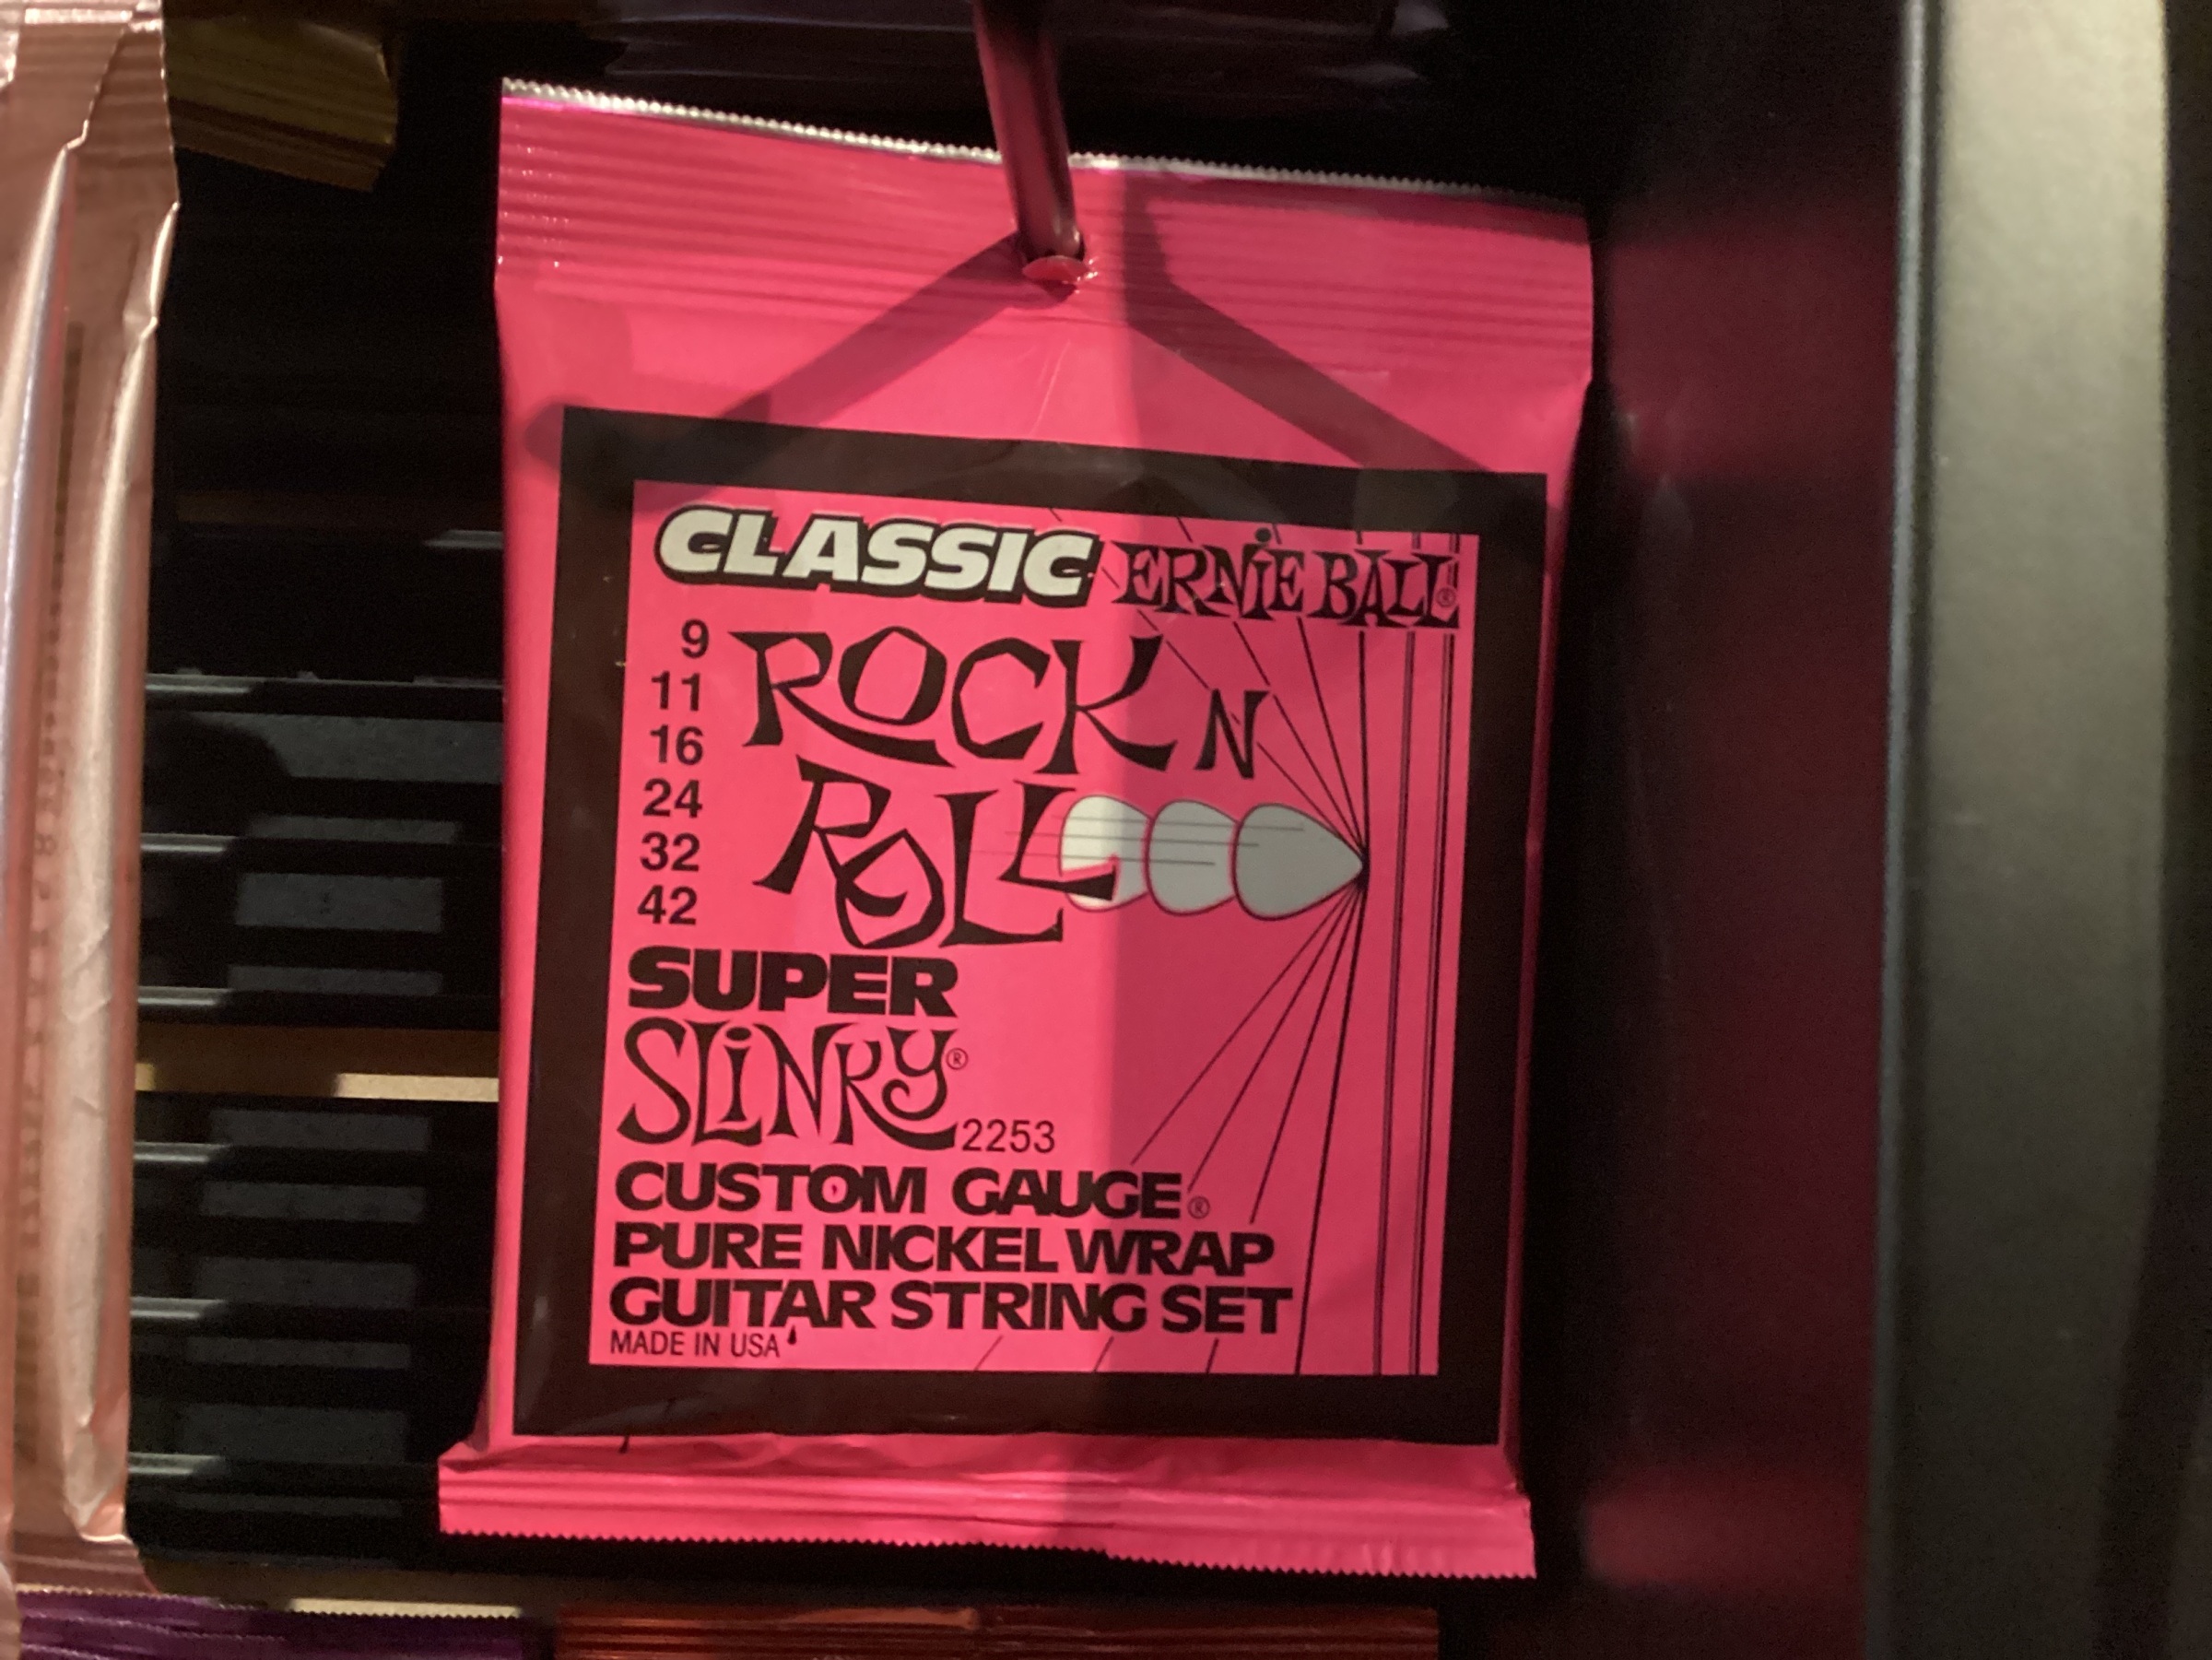 CLASSIC ERNIE BALL®
9
11
16
24
32
42
ROCK N
ROLL
SUPER
SLINKY®
2253
CUSTOM GAUGE®
PURE NICKEL WRAP
GUITAR STRING SET
MADE IN USA